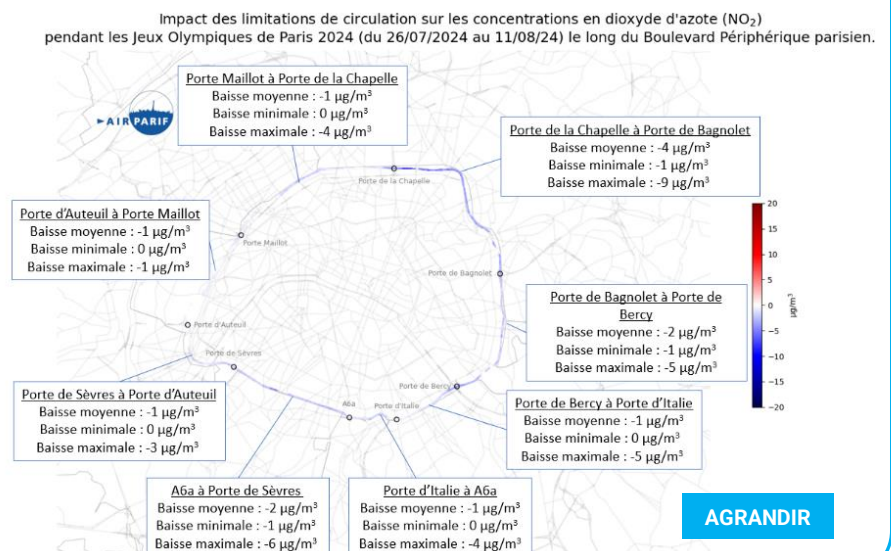 Impact des limitations de circulation sur les concentrations en dioxyde d'azote (NO₂)
pendant les Jeux Olympiques de Paris 2024 (du 26/07/2024 au 11/08/24) le long du Boulevard Périphérique parisien.
Porte Maillot à Porte de la Chapelle
Baisse moyenne : -1 µg/m³
Baisse minimale : 0 µg/m³
Baisse maximale : -4 µg/m³
AIRPARIF
Porte de la Chapelle à Porte de Bagnolet
Baisse moyenne : -4 µg/m³
Baisse minimale : -1 µg/m³
Baisse maximale : -9 µg/m³
Porte de la Chapelle
Porte d'Auteuil à Porte Maillot
Baisse moyenne : -1 µg/m³
Baisse minimale : 0 µg/m³
Baisse maximale : -1 µg/m³
Porte Maillot
Porte de Bagnolet
20
15
10
5
0
−5
−10
−15
−20
µg/m³
Porte de Bagnolet à Porte de
Bercy
Baisse moyenne : -2 µg/m³
Baisse minimale : -1 µg/m³
Baisse maximale : -5 µg/m³
Porte d'Auteuil
Porte de Sèvres
Porte de Bercy
A6a
Porte d'Italie
Porte de Sèvres à Porte d'Auteuil
Baisse moyenne : -1 µg/m³
Baisse minimale : 0 µg/m³
Baisse maximale : -3 µg/m³
Porte de Bercy à Porte d'Italie
Baisse moyenne : -1 µg/m³
Baisse minimale : 0 µg/m³
Baisse maximale : -5 µg/m³
A6a à Porte de Sèvres
Baisse moyenne : -2 µg/m³
Baisse minimale : -1 µg/m³
Baisse maximale : -6 µg/m³
Porte d'Italie à A6a
Baisse moyenne : -1 µg/m³
Baisse minimale : 0 µg/m³
Baisse maximale : -4 µg/m³
AGRANDIR